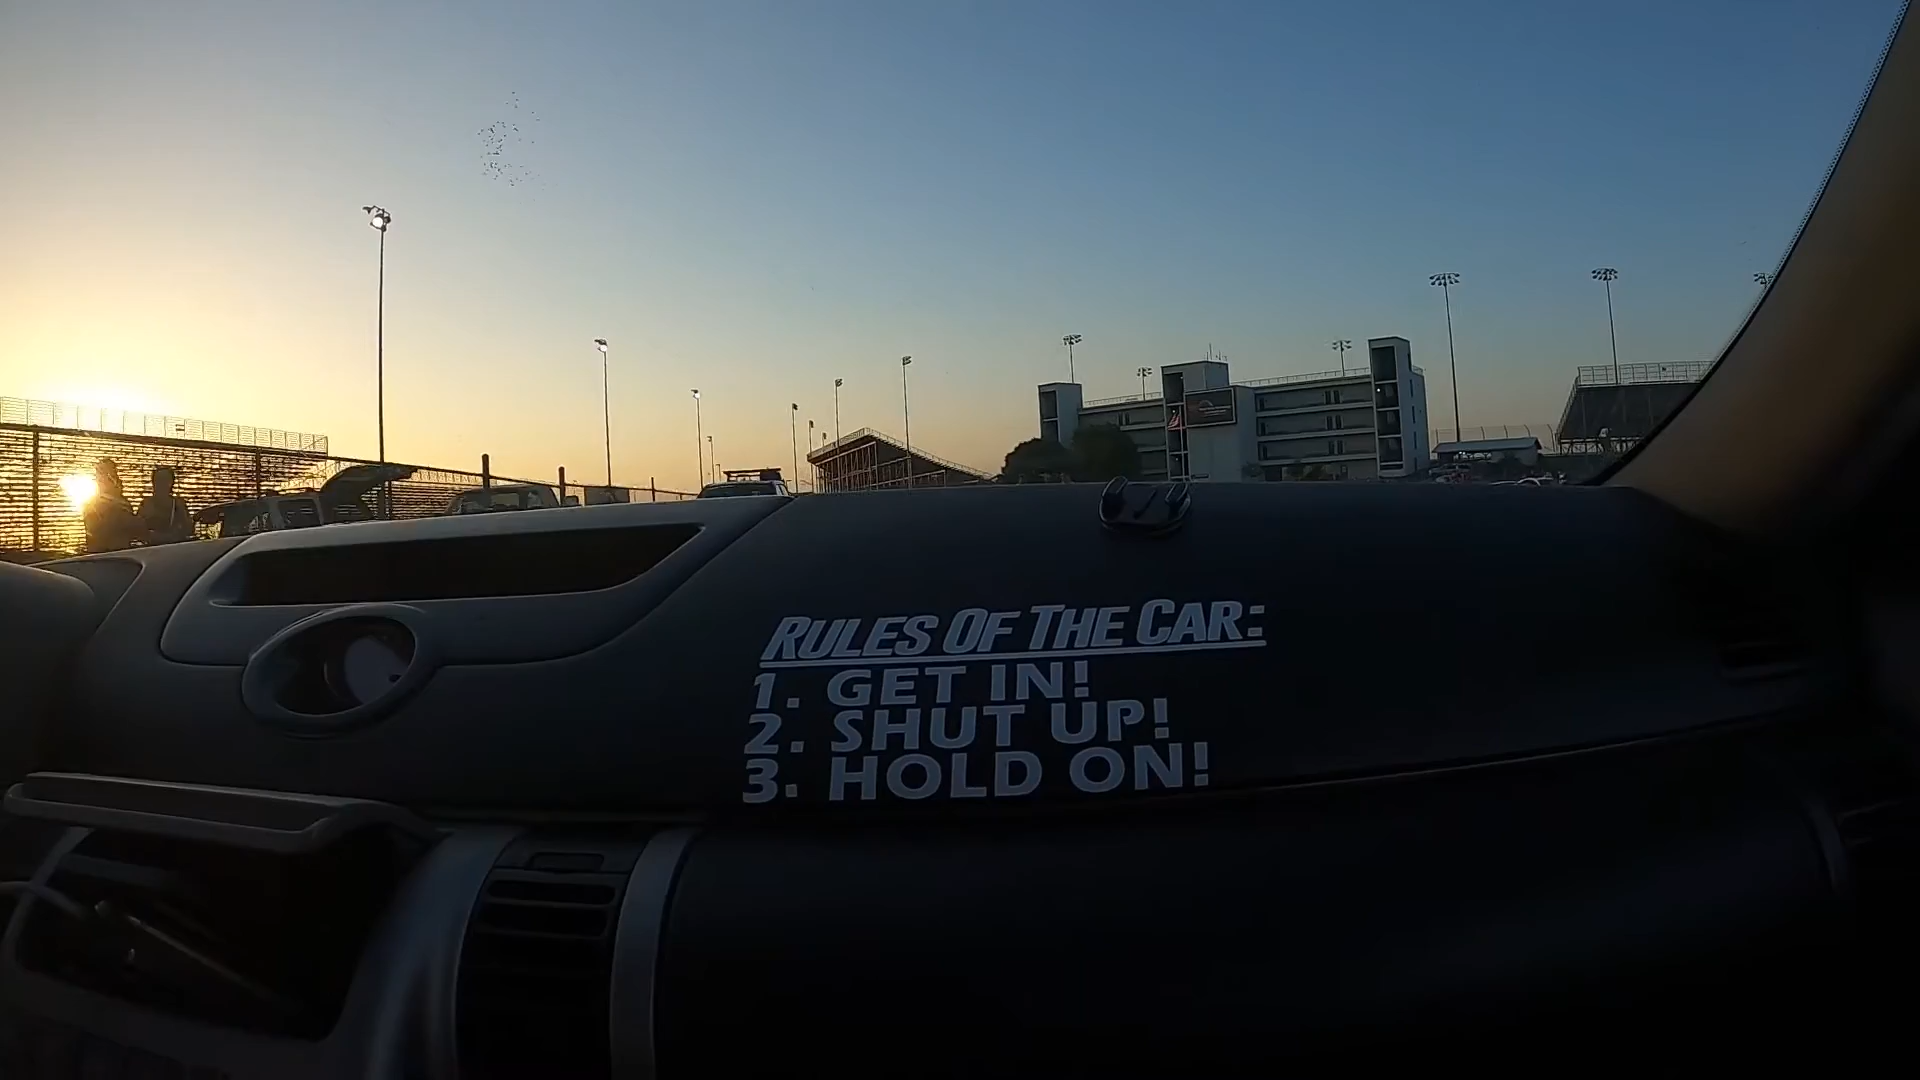 RULES OF THE CAR:
1. GET IN!
2. SHUT UP!
3. HOLD ON!